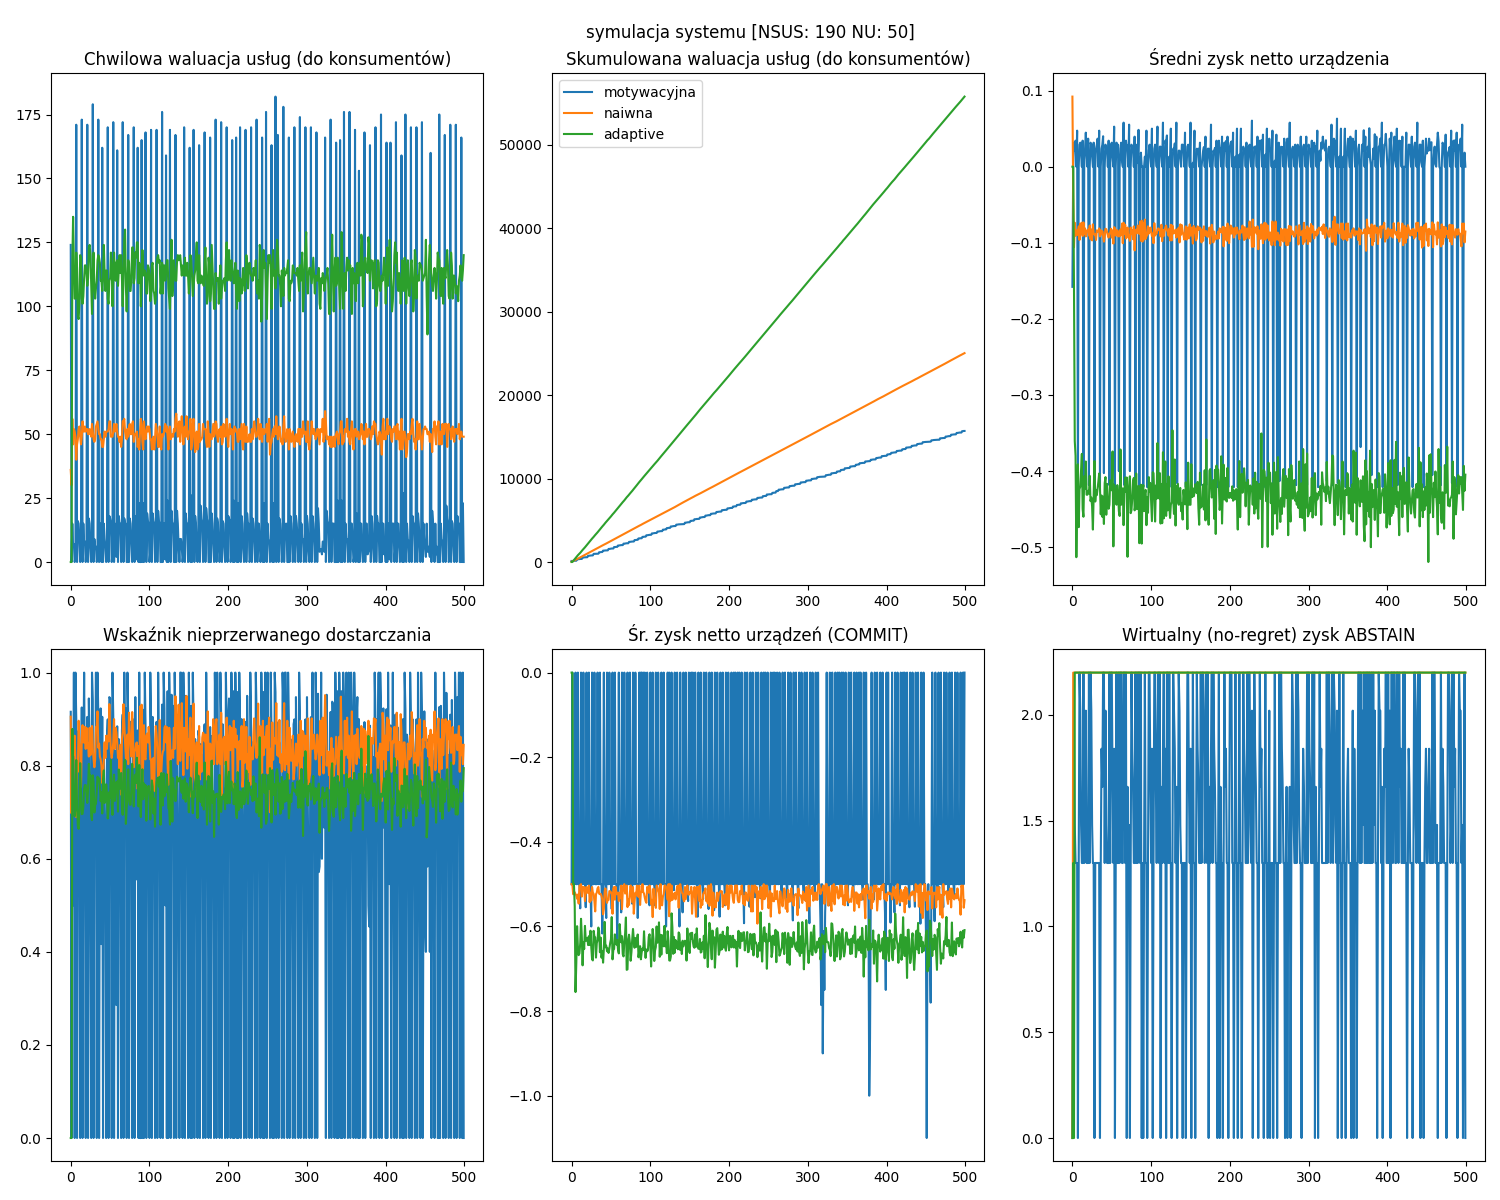 symulacja systemu [NSUS: 190 NU: 50]
Chwilowa waluacja usług (do konsumentów)
175
150
125
100
75
50
25
0
0 100 200 300 400 500
Skumulowana waluacja usług (do konsumentów)
motywacyjna
naiwna
adaptive
50000
40000
30000
20000
10000
0
0 100 200 300 400 500
Średni zysk netto urządzenia
0.1
0.0
−0.1
−0.2
−0.3
−0.4
−0.5
0 100 200 300 400 500
Wskaźnik nieprzerwanego dostarczania
1.0
0.8
0.6
0.4
0.2
0.0
0 100 200 300 400 500
Śr. zysk netto urządzeń (COMMIT)
0.0
−0.2
−0.4
−0.6
−0.8
−1.0
0 100 200 300 400 500
Wirtualny (no-regret) zysk ABSTAIN
2.0
1.5
1.0
0.5
0.0
0 100 200 300 400 500